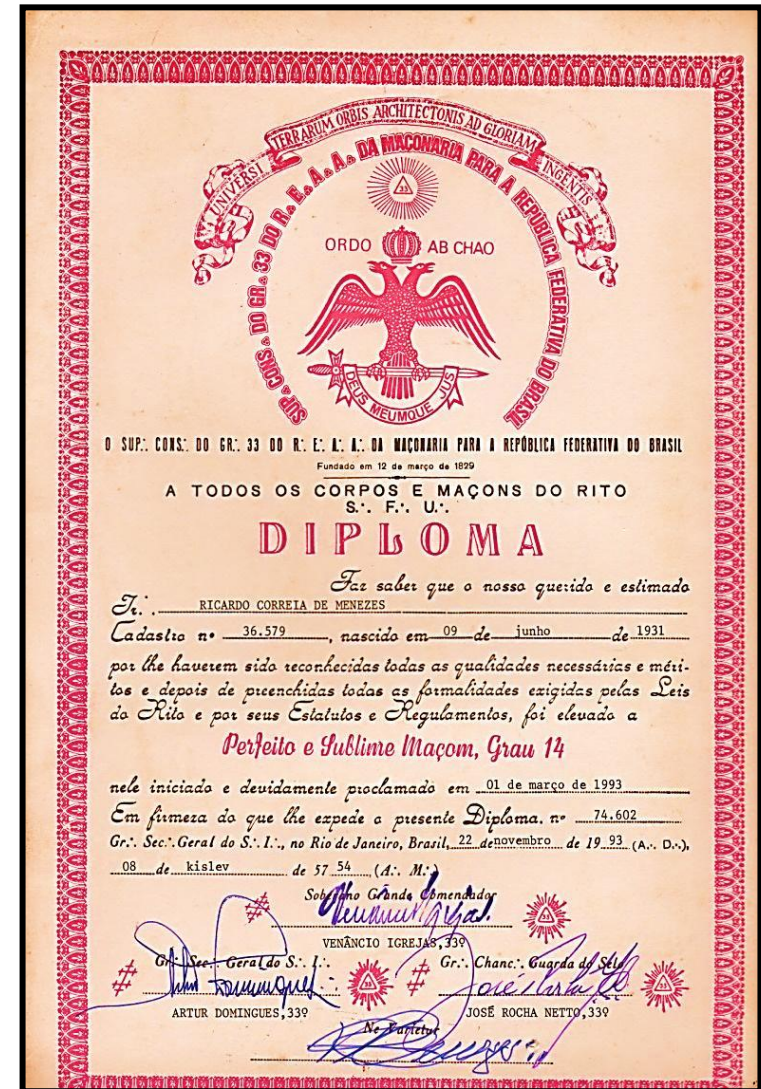 UNIVERSI TERRARUM ORBIS ARCHITECTONIS AD GLORIAM INGENTIS
SUP∴ CONS∴ DO GR∴ 33 DO R∴ E∴ A∴ A∴ DA MAÇONARIA PARA A REPÚBLICA FEDERATIVA DO BRASIL
33
ORDO AB CHAO
DEUS MEUMQUE JUS
O SUP∴ CONS∴ DO GR∴ 33 DO R∴ E∴ A∴ A∴ DA MAÇONARIA PARA A REPÚBLICA FEDERATIVA DO BRASIL
Fundado em 12 de março de 1829
A TODOS OS CORPOS E MAÇONS DO RITO
S∴ F∴ U∴
DIPLOMA
Faz saber que o nosso querido e estimado
Ir∴ RICARDO CORREIA DE MENEZES
Cadastro nº 36.579, nascido em 09 de junho de 1931
por lhe haverem sido reconhecidas todas as qualidades necessárias e méri-
tos e depois de preenchidas todas as formalidades exigidas pelas Leis
do Rito e por seus Estatutos e Regulamentos, foi elevado a
Perfeito e Sublime Maçom, Grau 14
nele iniciado e devidamente proclamado em 01 de março de 1993
Em firmeza do que lhe expede o presente Diploma. nº 74.602
Gr∴ Sec∴ Geral do S∴ I∴, no Rio de Janeiro, Brasil, 22 de novembro de 19 93 (A∴ D∴),
08 de kislev de 57 54 (A∴ M∴)
Soberano Grande Comendador
VENÂNCIO IGREJAS,33º
Gr∴ Sec∴ Geral do S∴ I∴ Gr∴ Chanc∴ Guarda do Selo
ARTUR DOMINGUES,33º JOSÉ ROCHA NETTO,33º
Ne Varietur